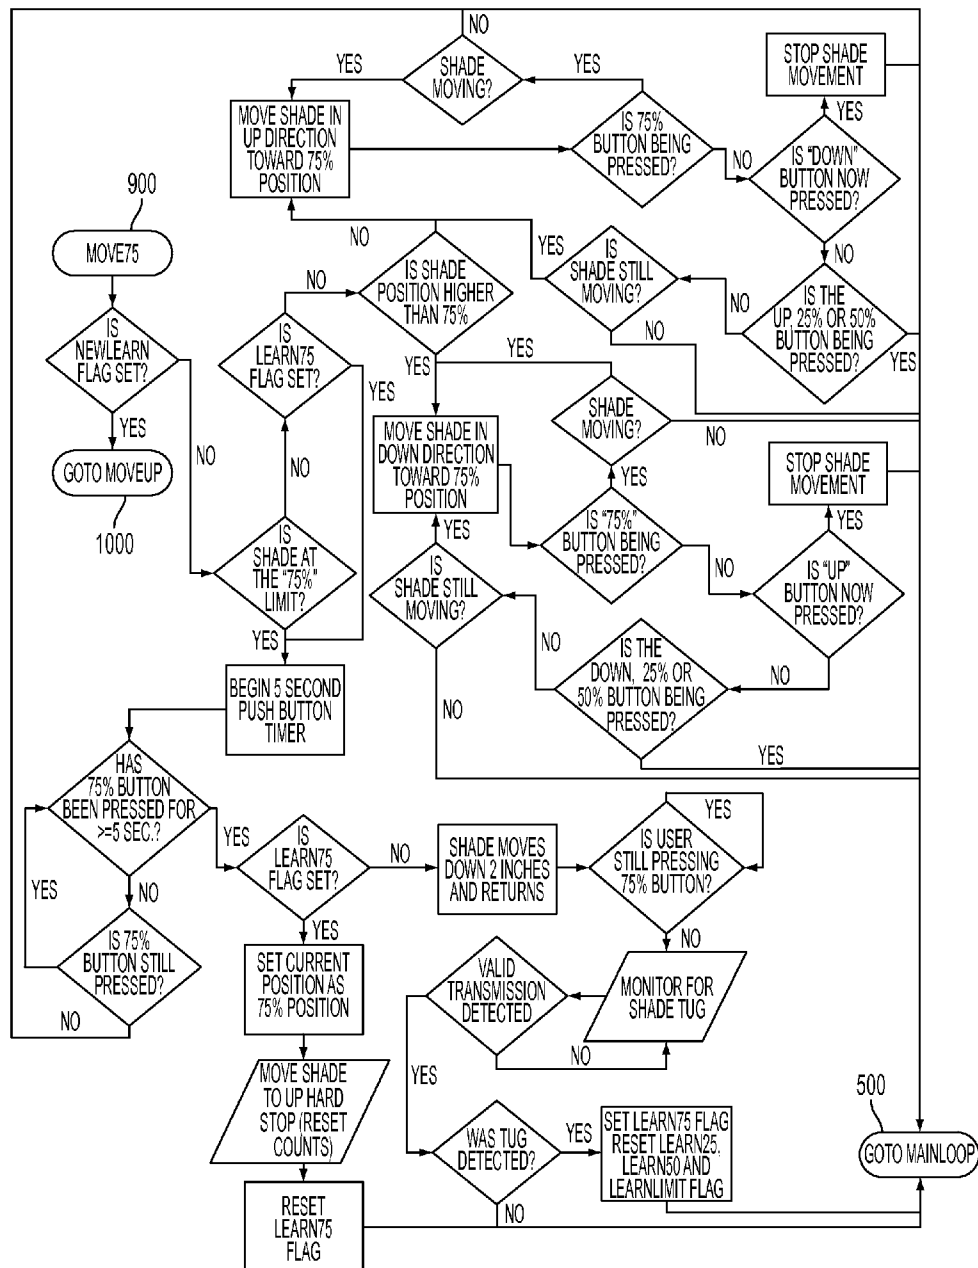 NO
YES
SHADE
MOVING?
YES
STOP SHADE
MOVEMENT
MOVE SHADE IN
UP DIRECTION
TOWARD 75%
POSITION
IS 75%
BUTTON BEING
PRESSED?
NO
YES
IS "DOWN"
BUTTON NOW
PRESSED?
900
MOVE75
NO
YES
NO
NO
IS SHADE
POSITION HIGHER
THAN 75%
IS
SHADE STILL
MOVING?
NO
IS THE
UP, 25% OR 50%
BUTTON BEING
PRESSED?
IS
NEWLEARN
FLAG SET?
IS
LEARN75
FLAG SET?
NO
YES
YES
YES
YES
YES
NO
GOTO MOVEUP
1000
NO
MOVE SHADE IN
DOWN DIRECTION
TOWARD 75%
POSITION
SHADE
MOVING?
NO
STOP SHADE
MOVEMENT
YES
YES
IS "75%"
BUTTON BEING
PRESSED?
YES
NO
IS "UP"
BUTTON NOW
PRESSED?
IS
SHADE AT
THE "75%"
LIMIT?
IS
SHADE STILL
MOVING?
YES
NO
IS THE
DOWN, 25% OR
50% BUTTON BEING
PRESSED?
NO
BEGIN 5 SECOND
PUSH BUTTON
TIMER
NO
YES
HAS
75% BUTTON
BEEN PRESSED FOR
>=5 SEC.?
YES
IS
LEARN75
FLAG SET?
NO
SHADE MOVES
DOWN 2 INCHES
AND RETURNS
YES
IS USER
STILL PRESSING
75% BUTTON?
YES
NO
IS 75%
BUTTON STILL
PRESSED?
NO
YES
SET CURRENT
POSITION AS
75% POSITION
NO
VALID
TRANSMISSION
DETECTED
MONITOR FOR
SHADE TUG
NO
YES
MOVE SHADE
TO UP HARD
STOP (RESET
COUNTS)
500
WAS TUG
DETECTED?
YES
SET LEARN75 FLAG
RESET LEARN25,
LEARN50 AND
LEARNLIMIT FLAG
GOTO MAINLOOP
RESET
LEARN75
FLAG
NO